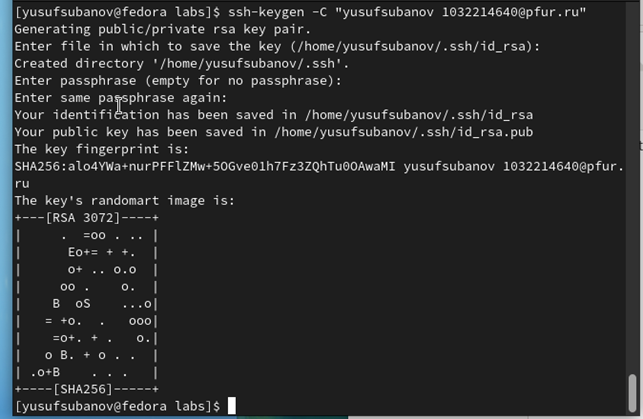 [yusufsubanov@fedora labs]$ ssh-keygen -C "yusufsubanov 1032214640@pfur.ru"
Generating public/private rsa key pair.
Enter file in which to save the key (/home/yusufsubanov/.ssh/id_rsa):
Created directory '/home/yusufsubanov/.ssh'.
Enter passphrase (empty for no passphrase):
Enter same passphrase again:
Your identification has been saved in /home/yusufsubanov/.ssh/id_rsa
Your public key has been saved in /home/yusufsubanov/.ssh/id_rsa.pub
The key fingerprint is:
SHA256:alo4YWa+nurPFFlZMw+5OGve01h7Fz3ZQhTu0OAwaMI yusufsubanov 1032214640@pfur.
ru
The key's randomart image is:
+---[RSA 3072]----+
|     .  =oo . .. |
|      Eo+= + +.  |
|      o+ .. o.o  |
|     oo .    o.  |
|    B  oS    ...o|
|   = +o.  .   ooo|
|    =o+. + .   o.|
|   o B. + o . .  |
| .o+B    . . .   |
+----[SHA256]-----+
[yusufsubanov@fedora labs]$